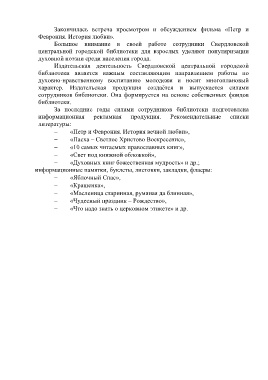 Закончилась встреча просмотром и обсуждением фильма «Петр и
Феврония. История любви».
Большое внимание в своей работе сотрудники Свердловской
центральной городской библиотеки для взрослых уделяют популяризации
духовной поэзии среди населения города.
Издательская деятельность Свердловской центральной городской
библиотеки является важным составляющим направлением работы по
духовно-нравственному воспитанию молодежи и носит многоплановый
характер. Издательская продукция создаётся и выпускается силами
сотрудников библиотеки. Она формируется на основе собственных фондов
библиотеки.
За последние годы силами сотрудников библиотеки подготовлена
информационная рекламная продукция. Рекомендательные списки
литературы:
– «Петр и Феврония. История вечной любви»,
– «Пасха – Светлое Христово Воскресение»,
– «10 самых читаемых православных книг»,
– «Свет под книжной обложкой»,
– «Духовных книг божественная мудрость» и др.;
информационные памятки, буклеты, листовки, закладки, флаеры:
– «Яблочный Спас»,
– «Крашенка»,
– «Масленица старинная, румяная да блинная»,
– «Чудесный праздник – Рождество»,
– «Что надо знать о церковном этикете» и др.